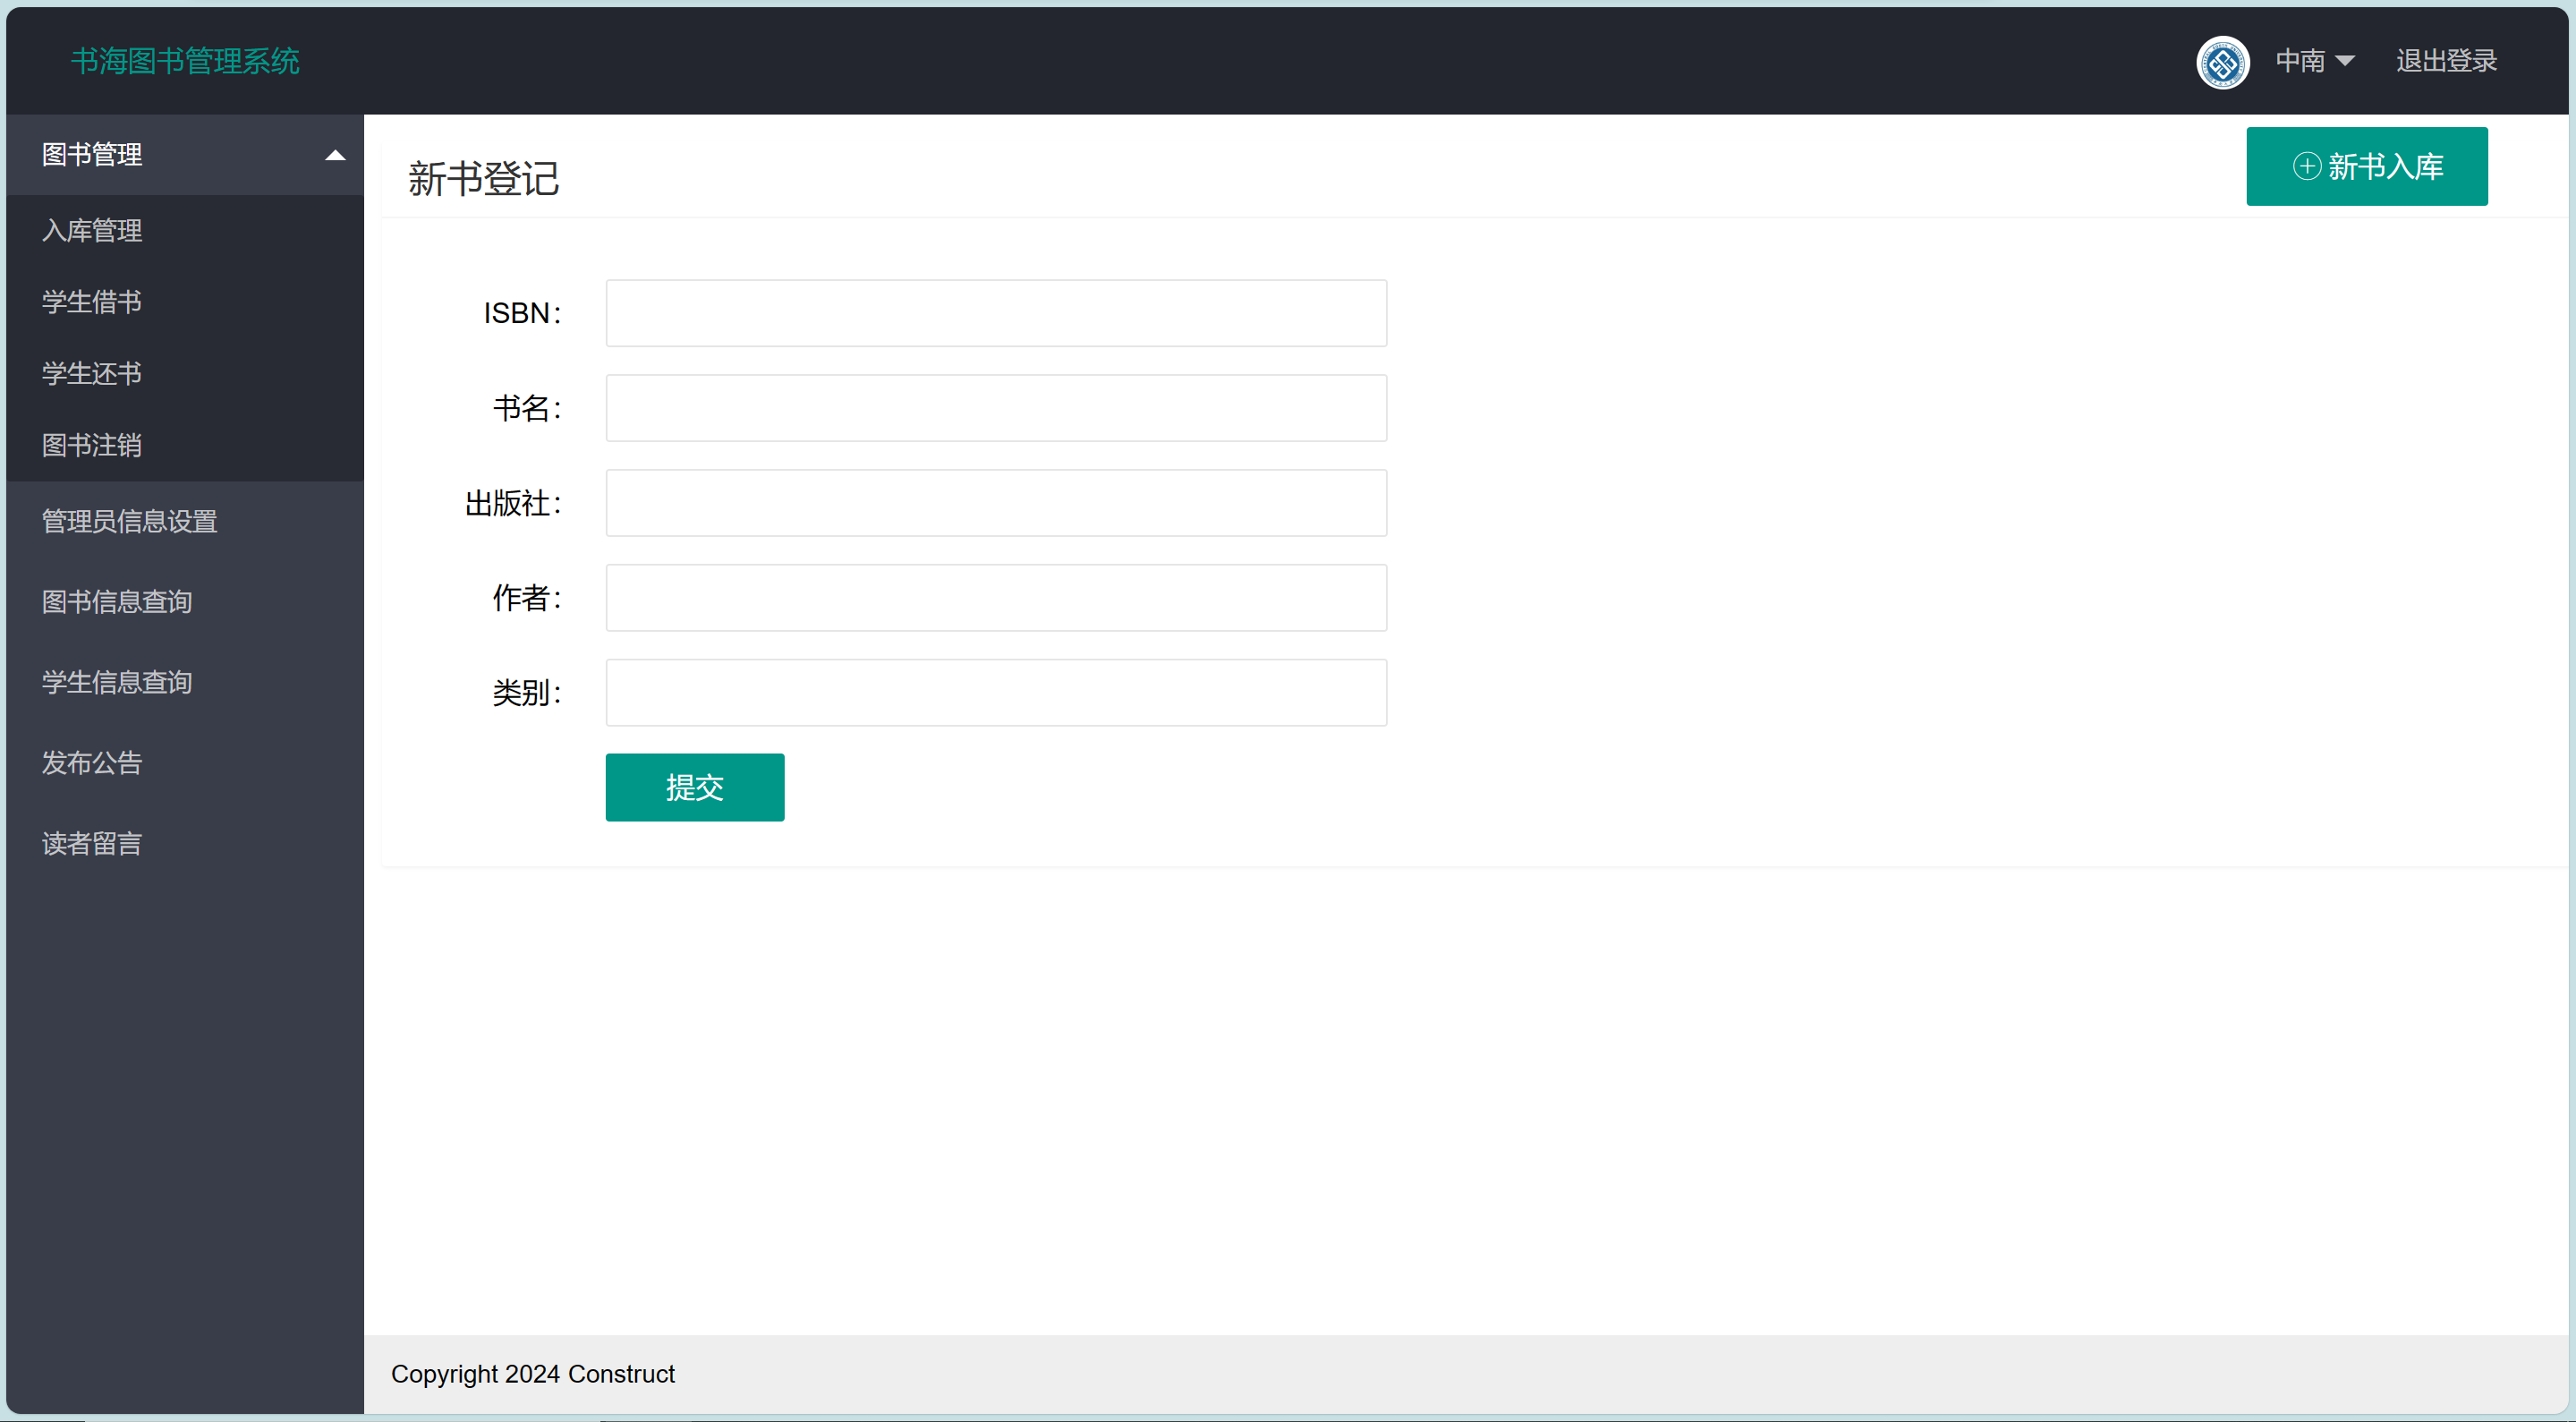 书海图书管理系统
中南
退出登录
图书管理
入库管理
学生借书
学生还书
图书注销
管理员信息设置
图书信息查询
学生信息查询
发布公告
读者留言
新书登记
新书入库
ISBN：
书名：
出版社：
作者：
类别：
提交
Copyright 2024 Construct